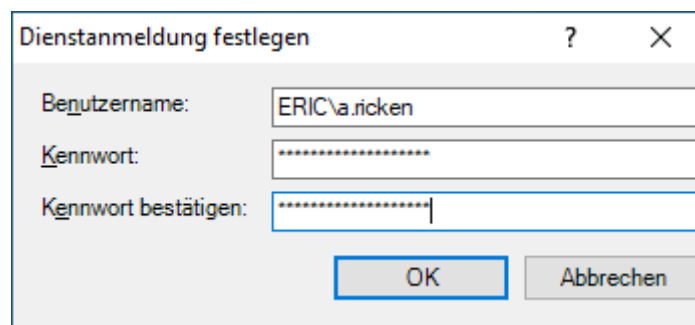 Dienstanmeldung festlegen ? X
Benutzername: ERIC\a.ricken
Kennwort: *******************
Kennwort bestätigen: *******************
OK Abbrechen